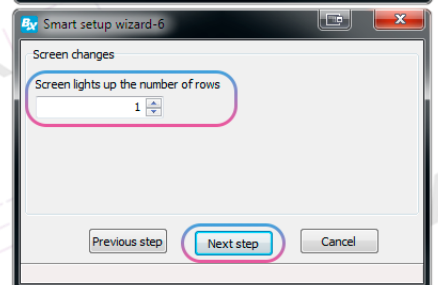 Bx Smart setup wizard-6
Screen changes
Screen lights up the number of rows
1
Previous step Next step Cancel